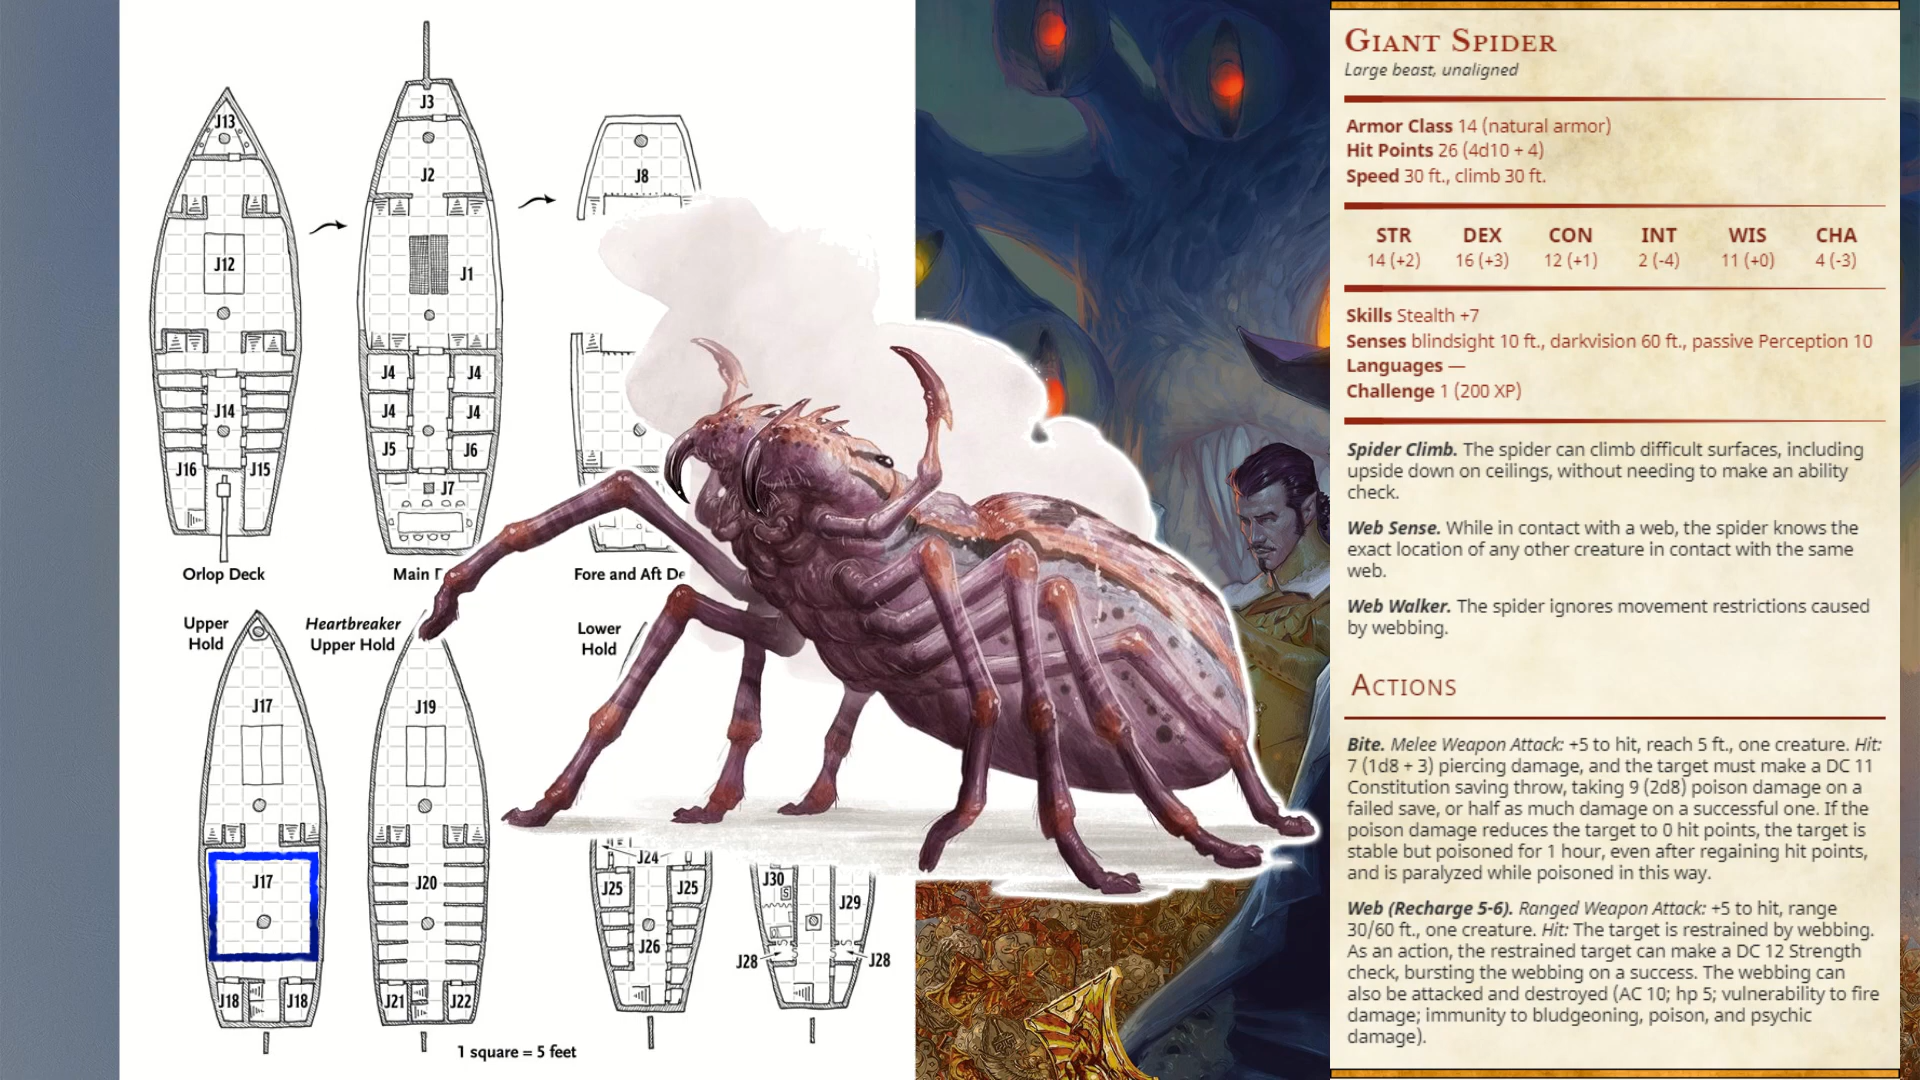 J13
J3
J2
J8
J12
J1
J4
J4
J14
J4
J4
J5
J6
J16
J15
J7
Orlop Deck
Main
Fore and Aft
Upper
Hold
Heartbreaker
Upper Hold
Lower
Hold
J17
J19
J17
J20
J24
J25
J25
J26
J30
J29
J28
J28
J18
J18
J21
J22
1 square = 5 feet
GIANT SPIDER
Large beast, unaligned
Armor Class 14 (natural armor)
Hit Points 26 (4d10 + 4)
Speed 30 ft., climb 30 ft.
STR DEX CON INT WIS CHA
14 (+2) 16 (+3) 12 (+1) 2 (-4) 11 (+0) 4 (-3)
Skills Stealth +7
Senses blindsight 10 ft., darkvision 60 ft., passive Perception 10
Languages —
Challenge 1 (200 XP)
Spider Climb. The spider can climb difficult surfaces, including
upside down on ceilings, without needing to make an ability
check.
Web Sense. While in contact with a web, the spider knows the
exact location of any other creature in contact with the same
web.
Web Walker. The spider ignores movement restrictions caused
by webbing.
ACTIONS
Bite. Melee Weapon Attack: +5 to hit, reach 5 ft., one creature. Hit:
7 (1d8 + 3) piercing damage, and the target must make a DC 11
Constitution saving throw, taking 9 (2d8) poison damage on a
failed save, or half as much damage on a successful one. If the
poison damage reduces the target to 0 hit points, the target is
stable but poisoned for 1 hour, even after regaining hit points,
and is paralyzed while poisoned in this way.
Web (Recharge 5-6). Ranged Weapon Attack: +5 to hit, range
30/60 ft., one creature. Hit: The target is restrained by webbing.
As an action, the restrained target can make a DC 12 Strength
check, bursting the webbing on a success. The webbing can
also be attacked and destroyed (AC 10; hp 5; vulnerability to fire
damage; immunity to bludgeoning, poison, and psychic
damage).